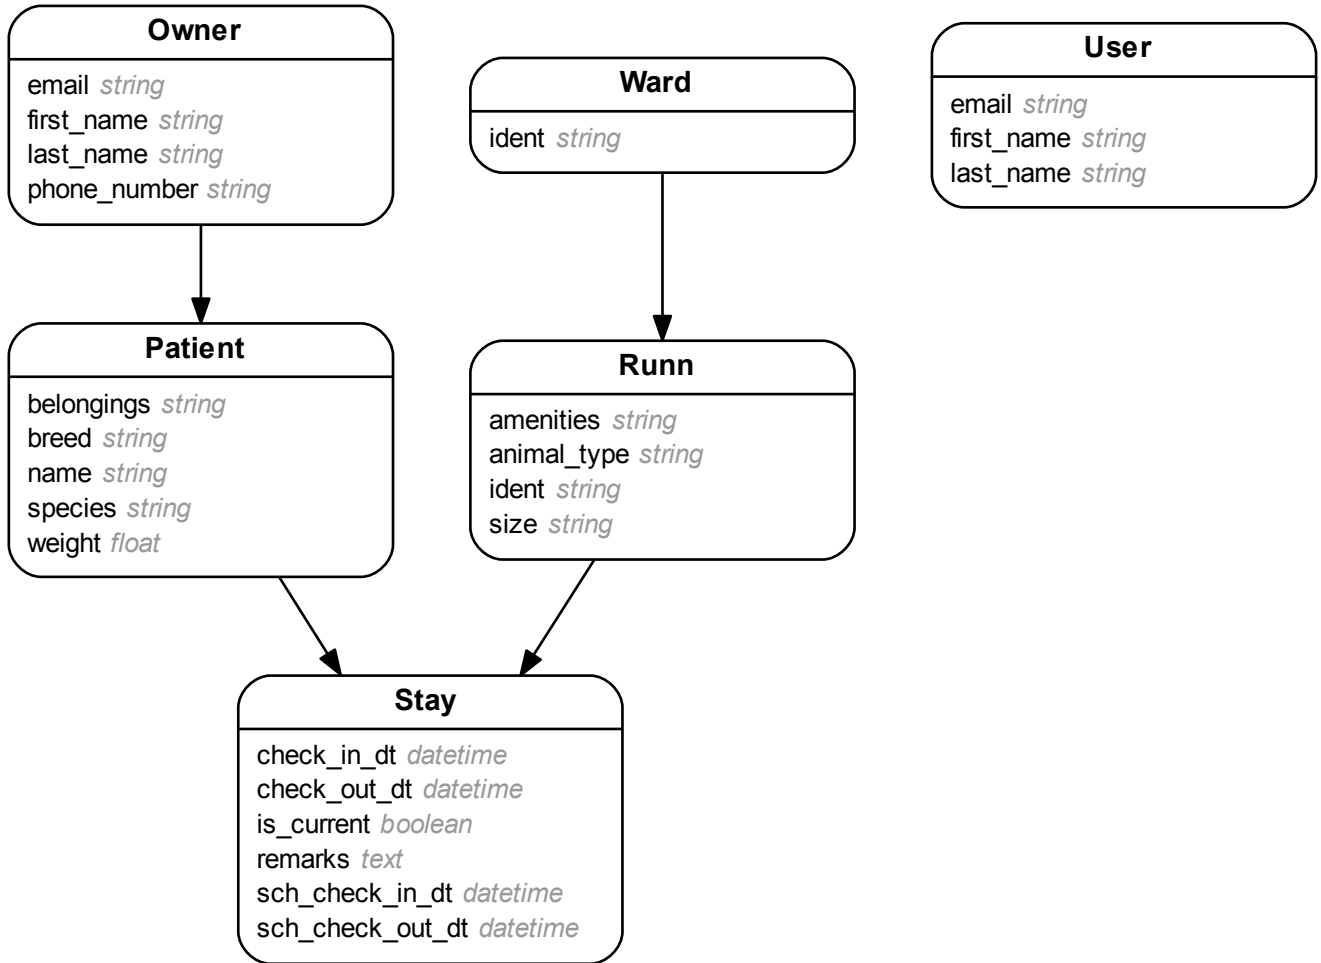 Owner
email string
first_name string
last_name string
phone_number string
Ward
ident string
User
email string
first_name string
last_name string
Patient
belongings string
breed string
name string
species string
weight float
Runn
amenities string
animal_type string
ident string
size string
Stay
check_in_dt datetime
check_out_dt datetime
is_current boolean
remarks text
sch_check_in_dt datetime
sch_check_out_dt datetime